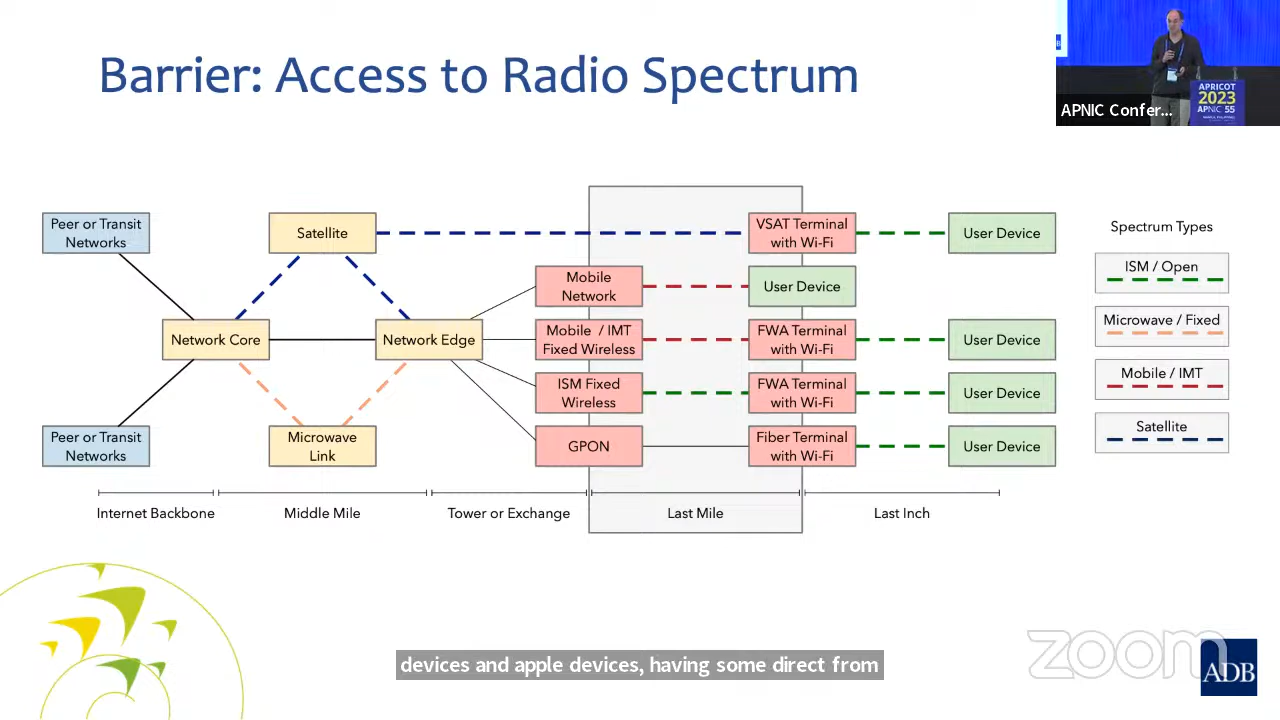 Barrier: Access to Radio Spectrum
APNIC Confer...
APRICOT
2023
APNIC 55
Peer or Transit
Networks
Satellite
VSAT Terminal
with Wi-Fi
User Device
Spectrum Types
Mobile
Network
User Device
ISM / Open
Network Core
Network Edge
Mobile / IMT
Fixed Wireless
FWA Terminal
with Wi-Fi
User Device
Microwave / Fixed
ISM Fixed
Wireless
FWA Terminal
with Wi-Fi
User Device
Mobile / IMT
Peer or Transit
Networks
Microwave
Link
GPON
Fiber Terminal
with Wi-Fi
User Device
Satellite
Internet Backbone
Middle Mile
Tower or Exchange
Last Mile
Last Inch
devices and apple devices, having some direct from
zoom
ADB